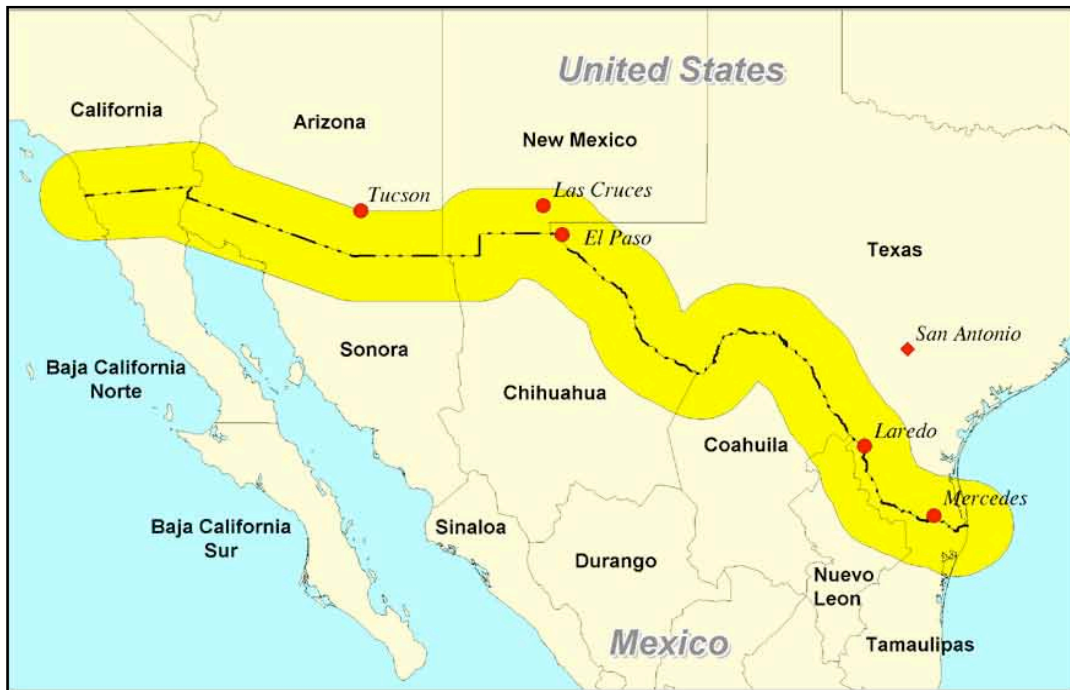 United States
California
Arizona
New Mexico
Tucson
Las Cruces
El Paso
Texas
San Antonio
Sonora
Baja California
Norte
Chihuahua
Coahuila
Laredo
Mercedes
Baja California
Sur
Sinaloa
Durango
Nuevo
Leon
Mexico
Tamaulipas